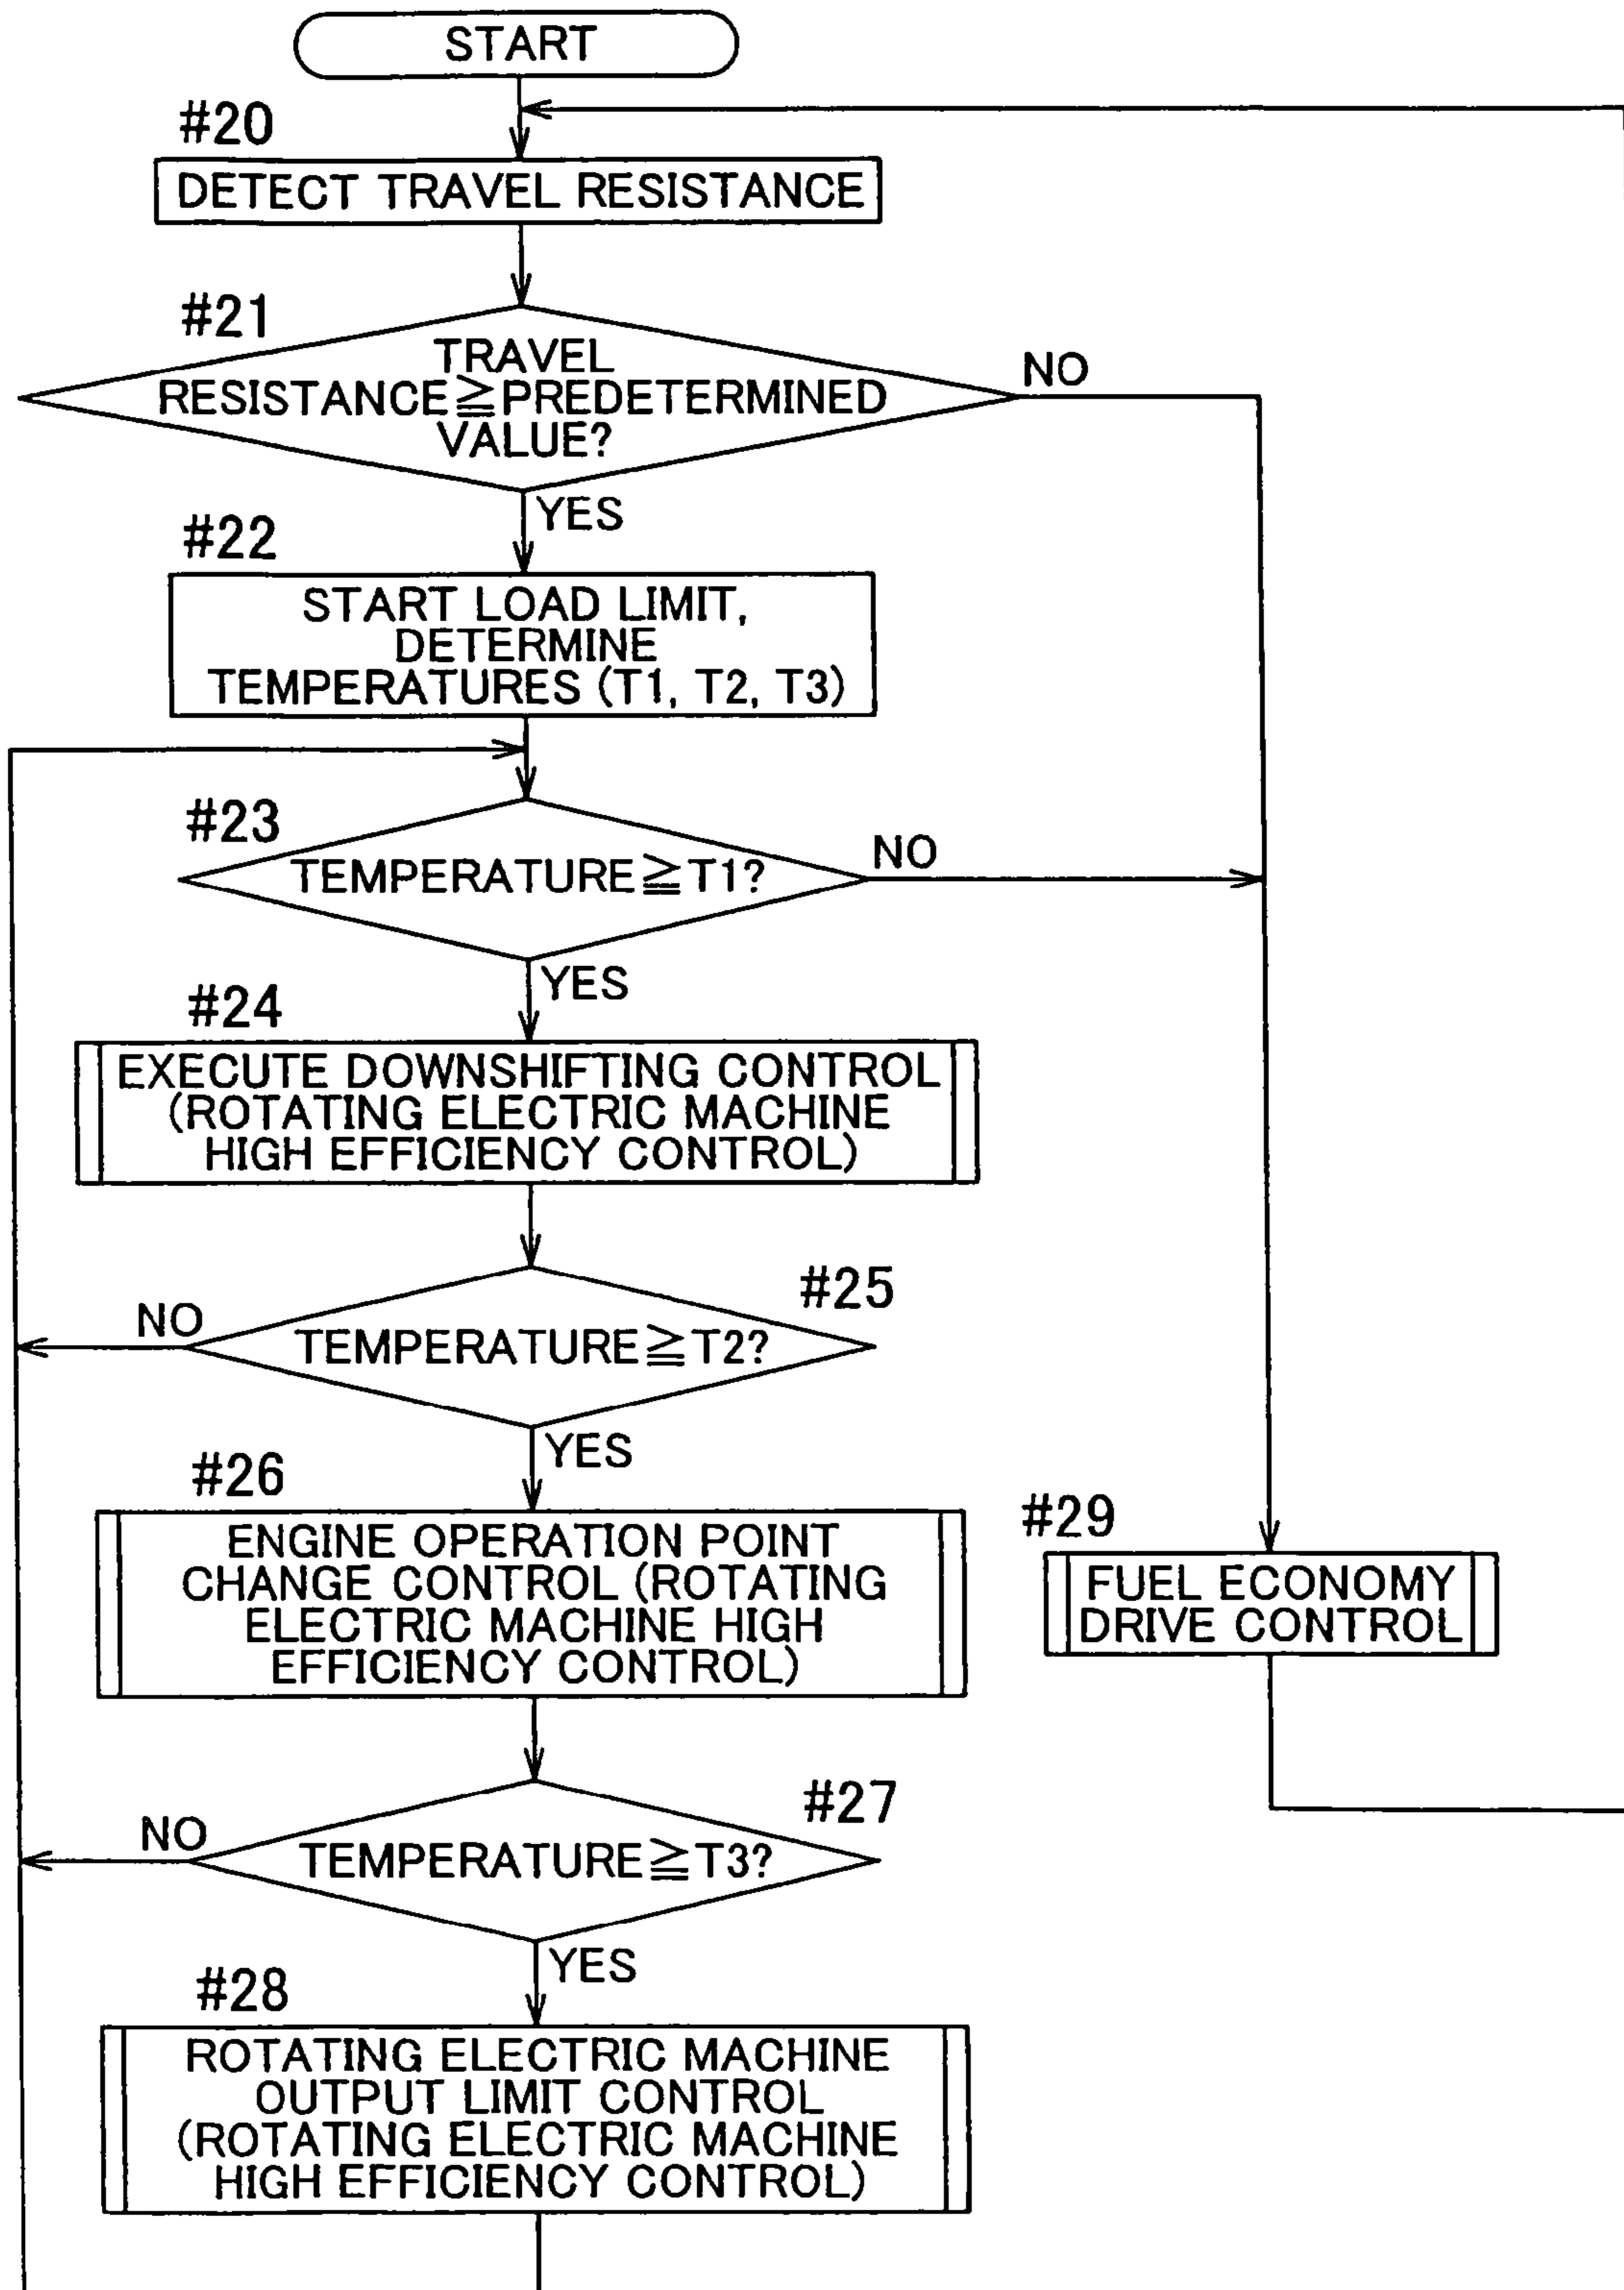 START
#20
DETECT TRAVEL RESISTANCE
#21
TRAVEL
RESISTANCE≧PREDETERMINED
VALUE?
NO
YES
#22
START LOAD LIMIT,
DETERMINE
TEMPERATURES (T1, T2, T3)
#23
TEMPERATURE≧T1?
NO
YES
#24
EXECUTE DOWNSHIFTING CONTROL
(ROTATING ELECTRIC MACHINE
HIGH EFFICIENCY CONTROL)
#25
NO
TEMPERATURE≧T2?
YES
#26
ENGINE OPERATION POINT
CHANGE CONTROL (ROTATING
ELECTRIC MACHINE HIGH
EFFICIENCY CONTROL)
#29
FUEL ECONOMY
DRIVE CONTROL
#27
NO
TEMPERATURE≧T3?
YES
#28
ROTATING ELECTRIC MACHINE
OUTPUT LIMIT CONTROL
(ROTATING ELECTRIC MACHINE
HIGH EFFICIENCY CONTROL)